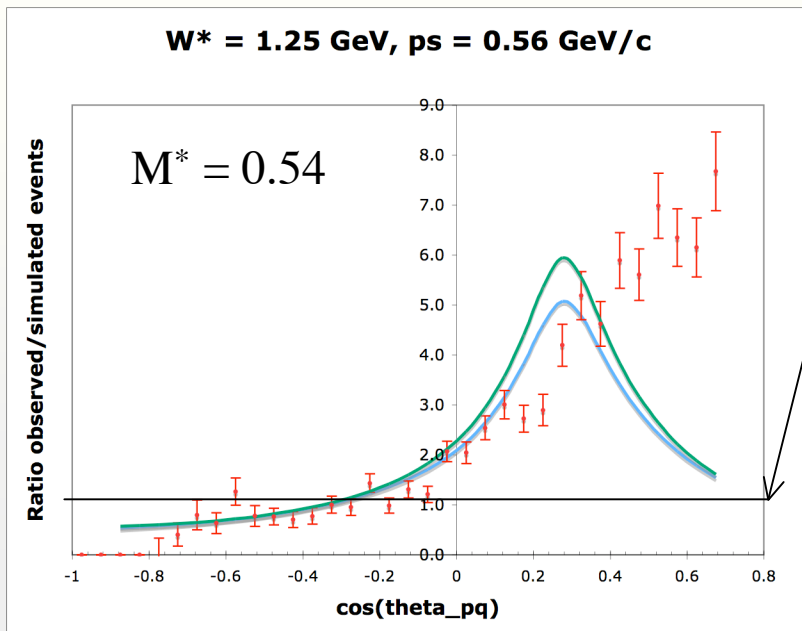 W* = 1.25 GeV, ps = 0.56 GeV/c
M* = 0.54
Ratio observed/simulated events
9.0
8.0
7.0
6.0
5.0
4.0
3.0
2.0
1.0
0.0
-1 -0.8 -0.6 -0.4 -0.2 0 0.2 0.4 0.6 0.8
cos(theta_pq)